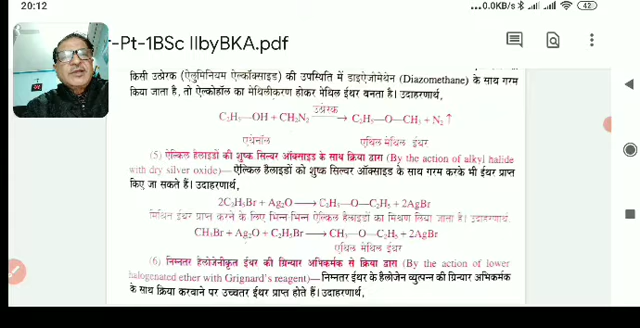 20:12
...0.0KB/s 42
-Pt-1BSc IIbyBKA.pdf
किसी उत्प्रेरक (ऐलुमिनियम ऐल्कॉक्साइड) की उपस्थिति में डाइऐजोमेथेन (Diazomethane) के साथ गरम
किया जाता है, तो ऐल्कोहॉल का मेथिलीकरण होकर मेथिल ईथर बनता है। उदाहरणार्थ,
उत्प्रेरक
C₂H₅—OH + CH₂N₂ ⟶ C₂H₅—O—CH₃ + N₂ ↑
एथेनॉल एथिल मेथिल ईथर
(5) ऐल्किल हैलाइडों की शुष्क सिल्वर ऑक्साइड के साथ क्रिया द्वारा (By the action of alkyl halide
with dry silver oxide)— ऐल्किल हैलाइडों को शुष्क सिल्वर ऑक्साइड के साथ गरम करके भी ईथर प्राप्त
किए जा सकते हैं। उदाहरणार्थ,
2C₂H₅Br + Ag₂O ⟶ C₂H₅—O—C₂H₅ + 2AgBr
मिश्रित ईथर प्राप्त करने के लिए भिन्न-भिन्न ऐल्किल हैलाइडों का मिश्रण लिया जाता है। उदाहरणार्थ,
CH₃Br + Ag₂O + C₂H₅Br ⟶ CH₃—O—C₂H₅ + 2AgBr
एथिल मेथिल ईथर
(6) निम्नतर हैलोजेनीकृत ईथर की ग्रिन्यार अभिकर्मक से क्रिया द्वारा (By the action of lower
halogenated ether with Grignard's reagent)—निम्नतर ईथर के हैलोजेन व्युत्पन्न की ग्रिन्यार अभिकर्मक
के साथ क्रिया करवाने पर उच्चतर ईथर प्राप्त होते हैं। उदाहरणार्थ,